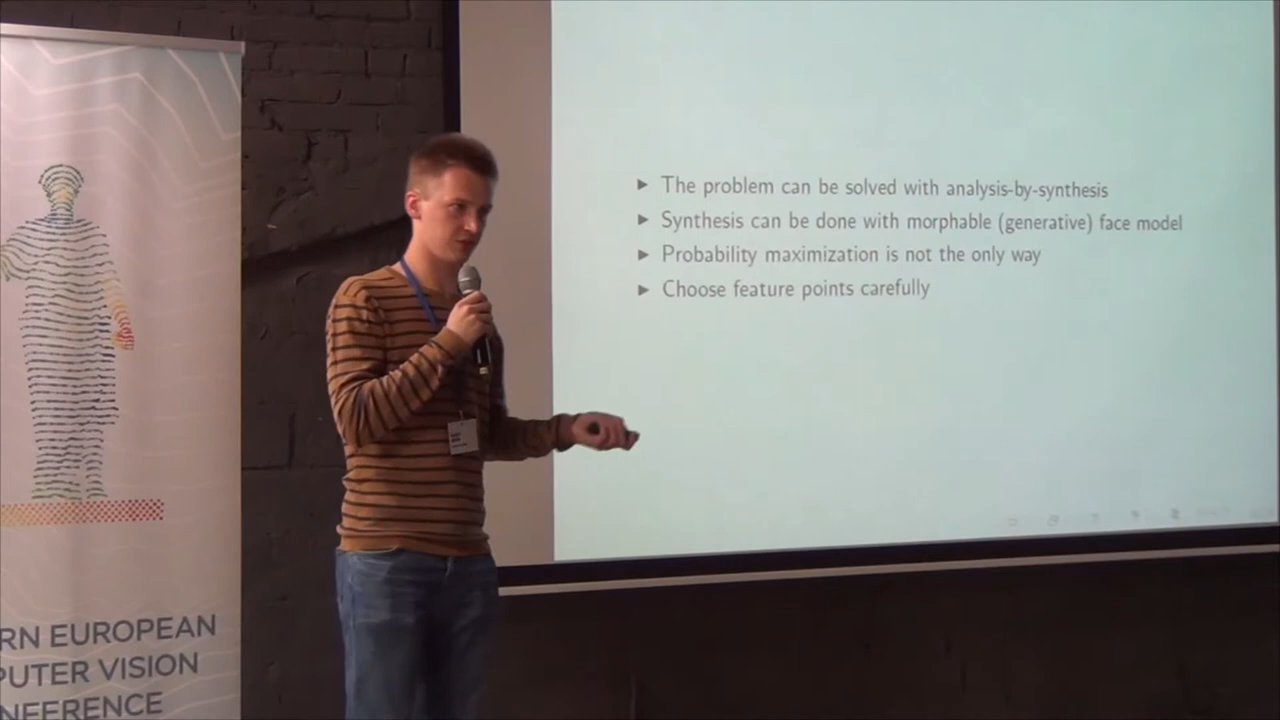 The problem can be solved with analysis-by-synthesis
Synthesis can be done with morphable (generative) face model
Probability maximization is not the only way
Choose feature points carefully
RN EUROPEAN
PUTER VISION
NFERENCE